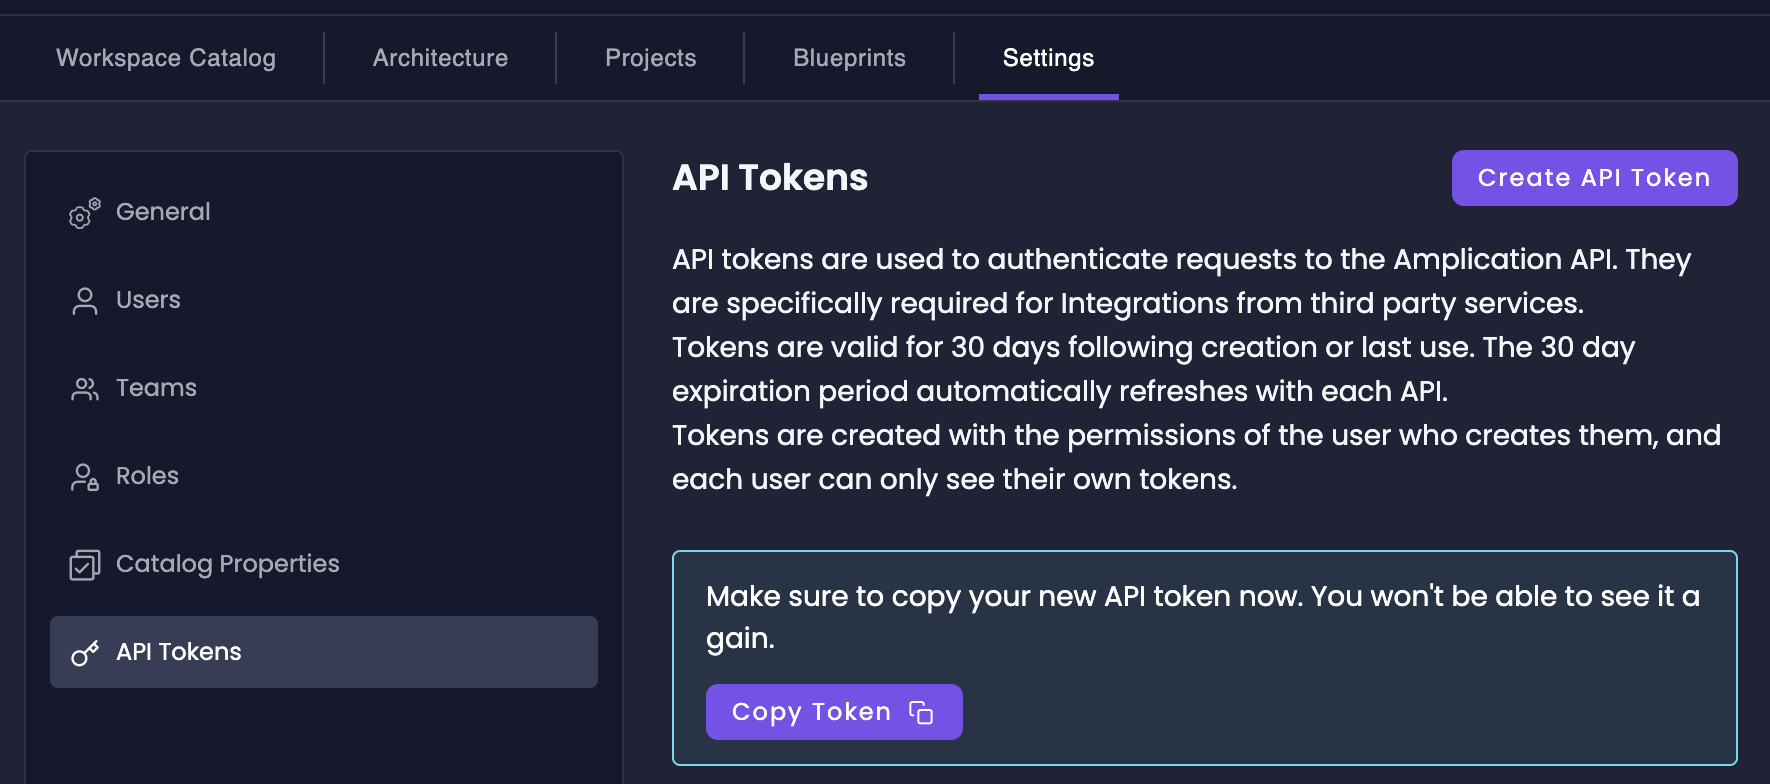 Workspace Catalog
Architecture
Projects
Blueprints
Settings
General
Users
Teams
Roles
Catalog Properties
API Tokens
API Tokens
Create API Token
API tokens are used to authenticate requests to the Amplication API. They
are specifically required for Integrations from third party services.
Tokens are valid for 30 days following creation or last use. The 30 day
expiration period automatically refreshes with each API.
Tokens are created with the permissions of the user who creates them, and
each user can only see their own tokens.
Make sure to copy your new API token now. You won't be able to see it a
gain.
Copy Token